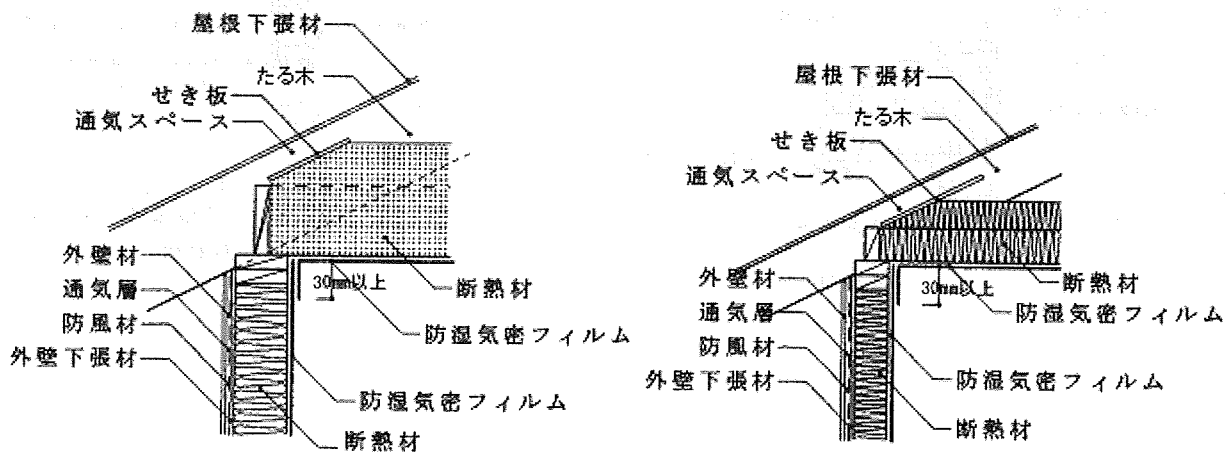 屋根下張材
たる木
せき板
通気スペース
外壁材
通気層
防風材
外壁下張材
30mm以上
断熱材
防湿気密フィルム
防湿気密フィルム
断熱材
屋根下張材
たる木
せき板
通気スペース
外壁材
通気層
防風材
外壁下張材
30mm以上
断熱材
防湿気密フィルム
防湿気密フィルム
断熱材